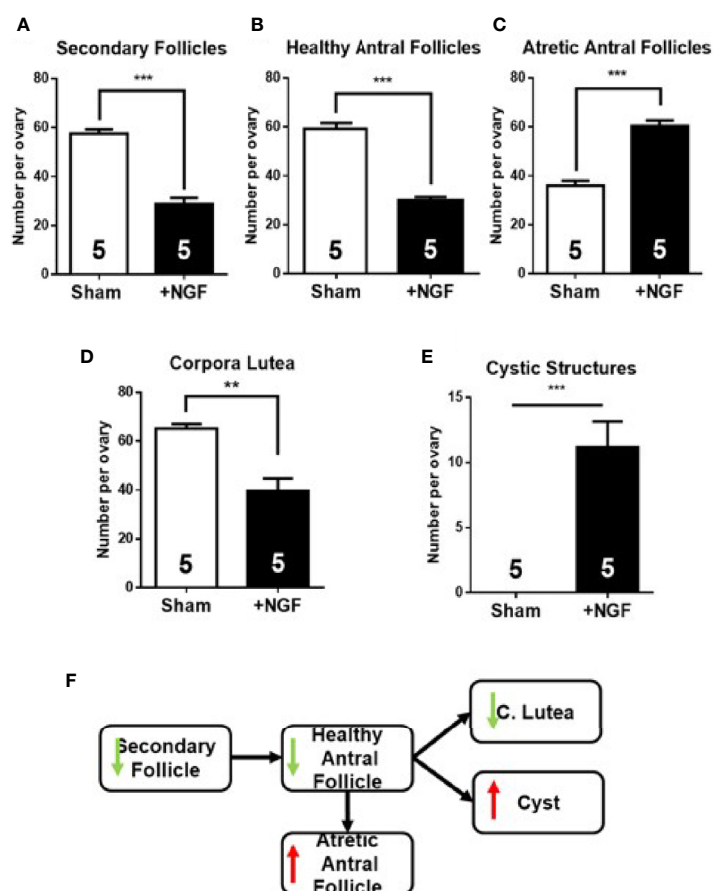 A
Secondary Follicles
***
Number per ovary
80
60
40
20
0
5
5
Sham
+NGF
B
Healthy Antral Follicles
***
Number per ovary
80
60
40
20
0
5
5
Sham
+NGF
C
Atretic Antral Follicles
***
Number per ovary
80
60
40
20
0
5
5
Sham
+NGF
D
Corpora Lutea
**
Number per ovary
80
60
40
20
0
5
5
Sham
+NGF
E
Cystic Structures
***
Number per ovary
15
10
5
0
5
5
Sham
+NGF
F
Secondary
Follicle
Healthy
Antral
Follicle
C. Lutea
Cyst
Atretic
Antral
Follicle